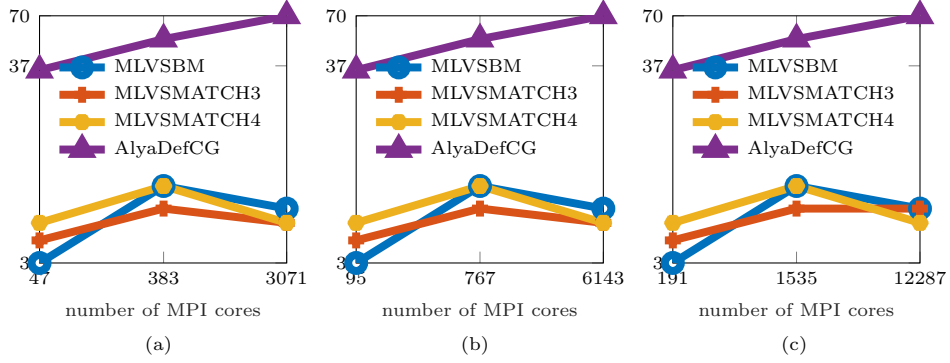 70
37
3
MLVSBM
MLVSMATCH3
MLVSMATCH4
AlyaDefCG
47
383
3071
number of MPI cores
(a)
70
37
3
MLVSBM
MLVSMATCH3
MLVSMATCH4
AlyaDefCG
95
767
6143
number of MPI cores
(b)
70
37
3
MLVSBM
MLVSMATCH3
MLVSMATCH4
AlyaDefCG
191
1535
12287
number of MPI cores
(c)